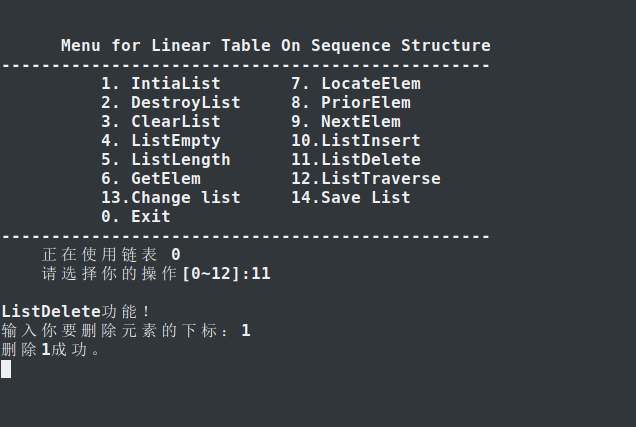 Menu for Linear Table On Sequence Structure
-------------------------------------------------
1. IntiaList 7. LocateElem
2. DestroyList 8. PriorElem
3. ClearList 9. NextElem
4. ListEmpty 10.ListInsert
5. ListLength 11.ListDelete
6. GetElem 12.ListTraverse
13.Change list 14.Save List
0. Exit
-------------------------------------------------
正在使用链表 0
请选择你的操作[0~12]:11
ListDelete功能！
输入你要删除元素的下标：1
删除1成功。